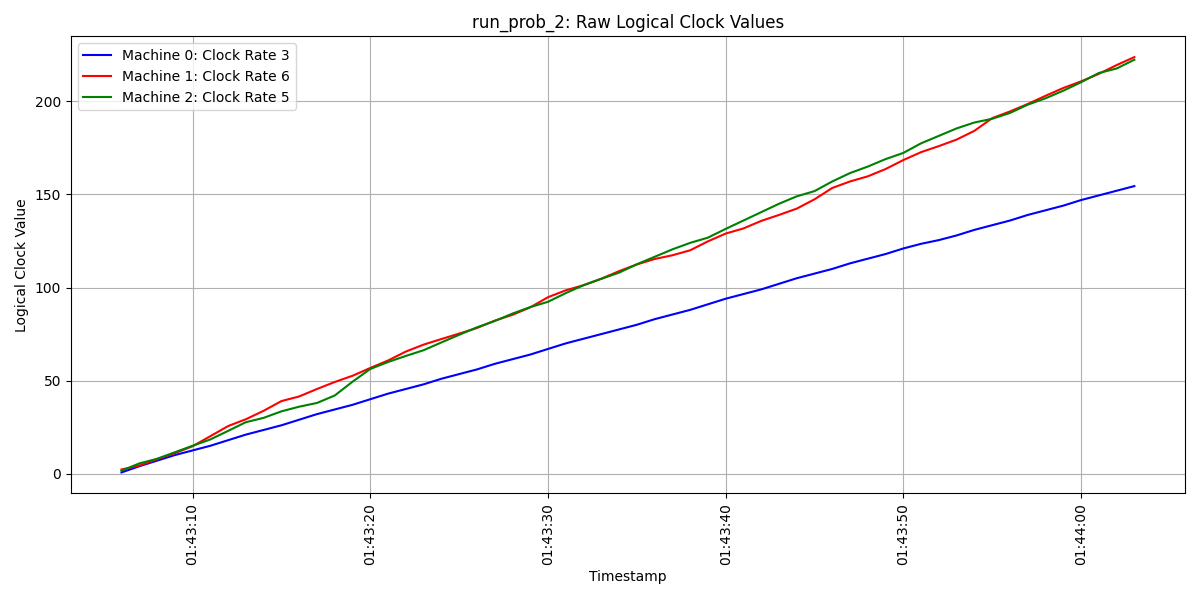 run_prob_2: Raw Logical Clock Values
Machine 0: Clock Rate 3
Machine 1: Clock Rate 6
Machine 2: Clock Rate 5
Logical Clock Value
200
150
100
50
0
01:43:10
01:43:20
01:43:30
01:43:40
01:43:50
01:44:00
Timestamp